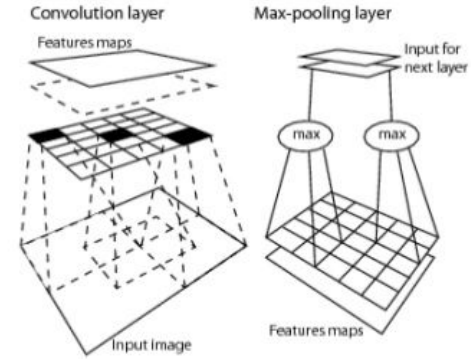 Convolution layer
Features maps
Input image
Max-pooling layer
Input for
next layer
max
max
Features maps